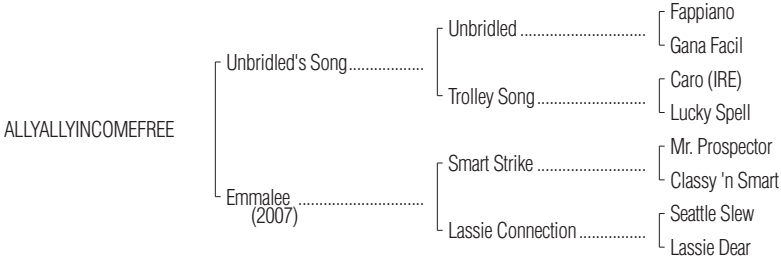 Fappiano
Unbridled ..............................
Gana Facil
Unbridled's Song..................
Caro (IRE)
Trolley Song..........................
Lucky Spell
ALLYALLYINCOMEFREE
Mr. Prospector
Smart Strike ..........................
Classy 'n Smart
Emmalee ..............................
(2007)
Seattle Slew
Lassie Connection ................
Lassie Dear